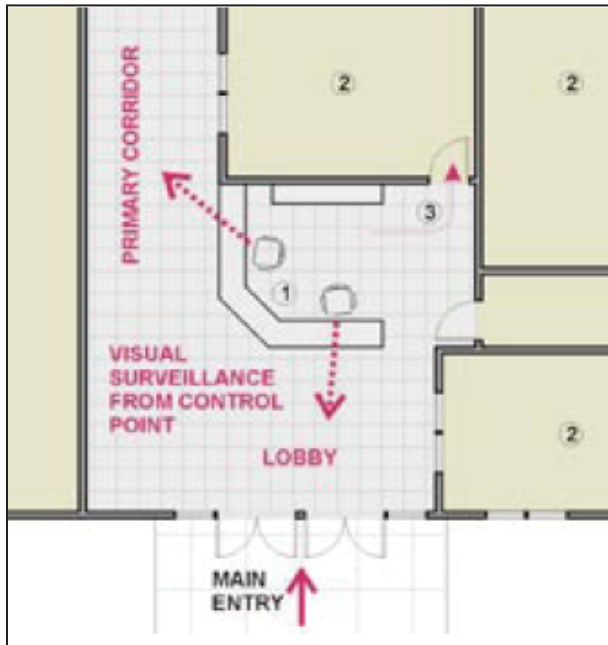 2
2
PRIMARY CORRIDOR
3
1
VISUAL
SURVEILLANCE
FROM CONTROL
POINT
2
LOBBY
MAIN
ENTRY